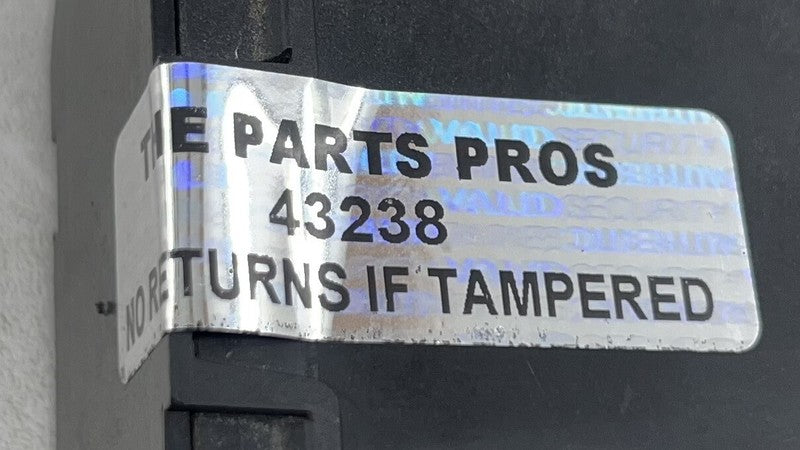 THE PARTS PROS
43238
NO RETURNS IF TAMPERED